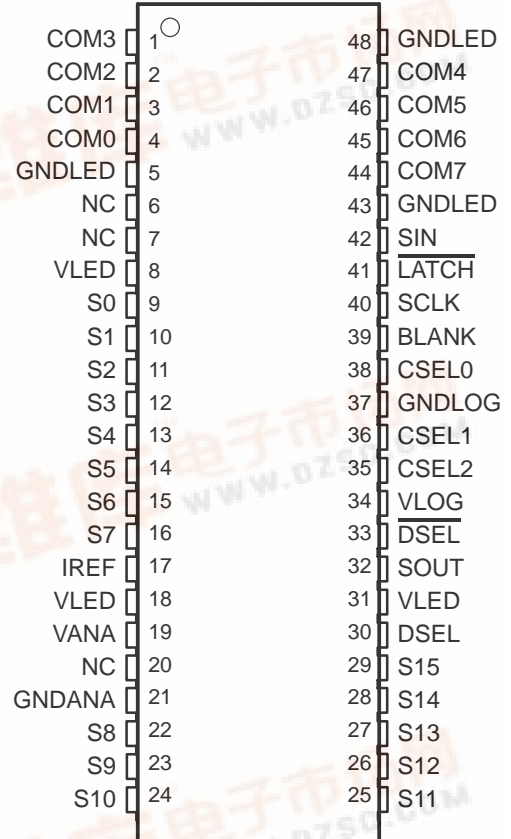 COM3 1 48 GNDLED
COM2 2 47 COM4
COM1 3 46 COM5
COM0 4 45 COM6
GNDLED 5 44 COM7
NC 6 43 GNDLED
NC 7 42 SIN
VLED 8 41 LATCH
S0 9 40 SCLK
S1 10 39 BLANK
S2 11 38 CSEL0
S3 12 37 GNDLOG
S4 13 36 CSEL1
S5 14 35 CSEL2
S6 15 34 VLOG
S7 16 33 DSEL
IREF 17 32 SOUT
VLED 18 31 VLED
VANA 19 30 DSEL
NC 20 29 S15
GNDANA 21 28 S14
S8 22 27 S13
S9 23 26 S12
S10 24 25 S11